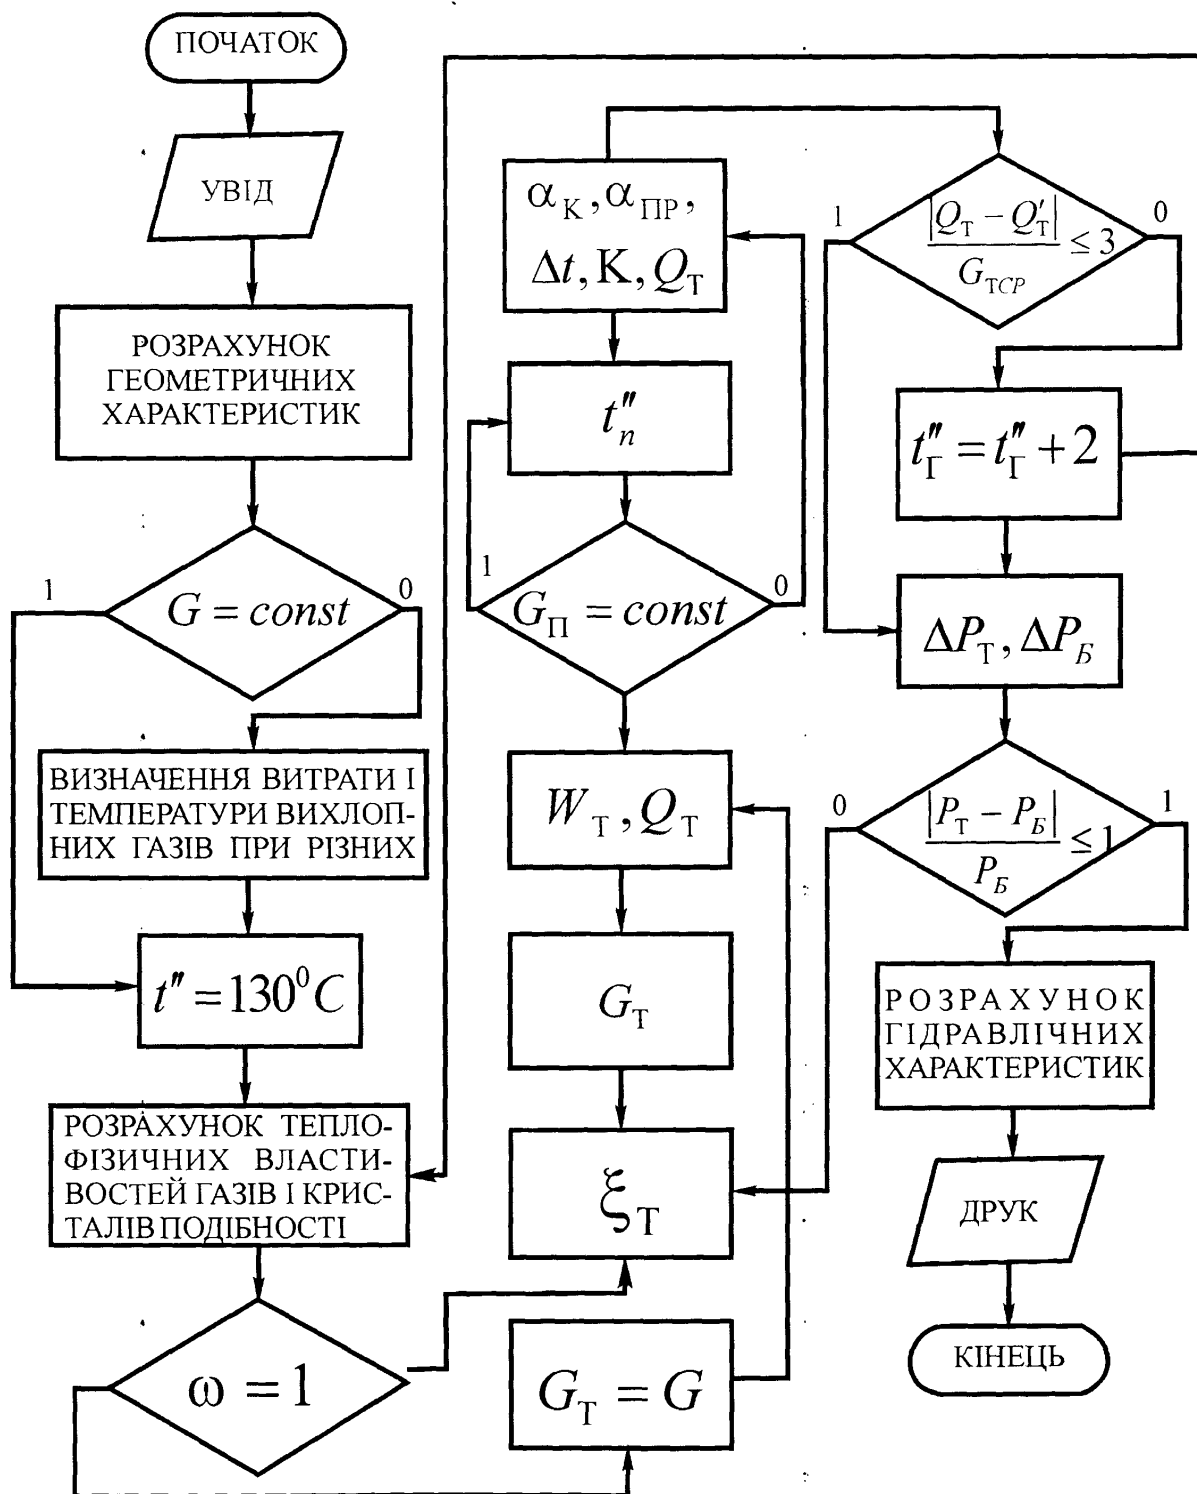 ПОЧАТОК
УВІД
РОЗРАХУНОК
ГЕОМЕТРИЧНИХ
ХАРАКТЕРИСТИК
1
0
G = const
ВИЗНАЧЕННЯ ВИТРАТИ І
ТЕМПЕРАТУРИ ВИХЛОП-
НИХ ГАЗІВ ПРИ РІЗНИХ
t″ = 130⁰C
РОЗРАХУНОК ТЕПЛО-
ФІЗИЧНИХ ВЛАСТИ-
ВОСТЕЙ ГАЗІВ І КРИС-
ТАЛІВ ПОДІБНОСТІ
ω = 1
α_К, α_ПР,
Δt, K, Q_Т
t″_n
1
0
G_П = const
W_Т, Q_Т
G_Т
ξ_Т
G_Т = G
1
0
|Q_Т − Q′_Т| / G_ТСР ≤ 3
t″_Г = t″_Г + 2
ΔP_Т, ΔP_Б
0
1
|P_Т − P_Б| / P_Б ≤ 1
РОЗРАХУНОК
ГІДРАВЛІЧНИХ
ХАРАКТЕРИСТИК
ДРУК
КІНЕЦЬ